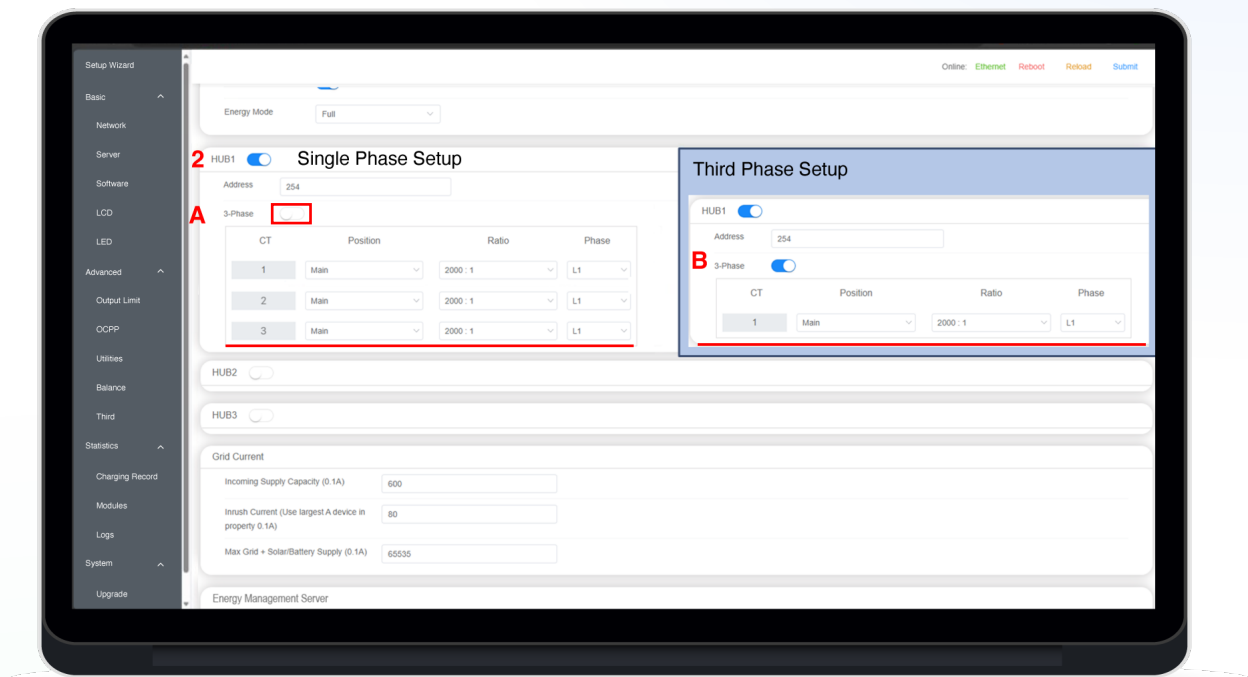 Setup Wizard
Online: Ethernet Reboot Reload Submit
Basic
Network
Server
Software
LCD
LED
Advanced
Output Limit
OCPP
Utilities
Balance
Third
Statistics
Charging Record
Modules
Logs
System
Upgrade
Energy Mode Full
2 HUB1 Single Phase Setup
Address 254
A 3-Phase
CT Position Ratio Phase
1 Main 2000 : 1 L1
2 Main 2000 : 1 L1
3 Main 2000 : 1 L1
Third Phase Setup
HUB1
Address 254
B 3-Phase
CT Position Ratio Phase
1 Main 2000 : 1 L1
HUB2
HUB3
Grid Current
Incoming Supply Capacity (0.1A) 600
Inrush Current (Use largest A device in
property 0.1A) 80
Max Grid + Solar/Battery Supply (0.1A) 65535
Energy Management Server